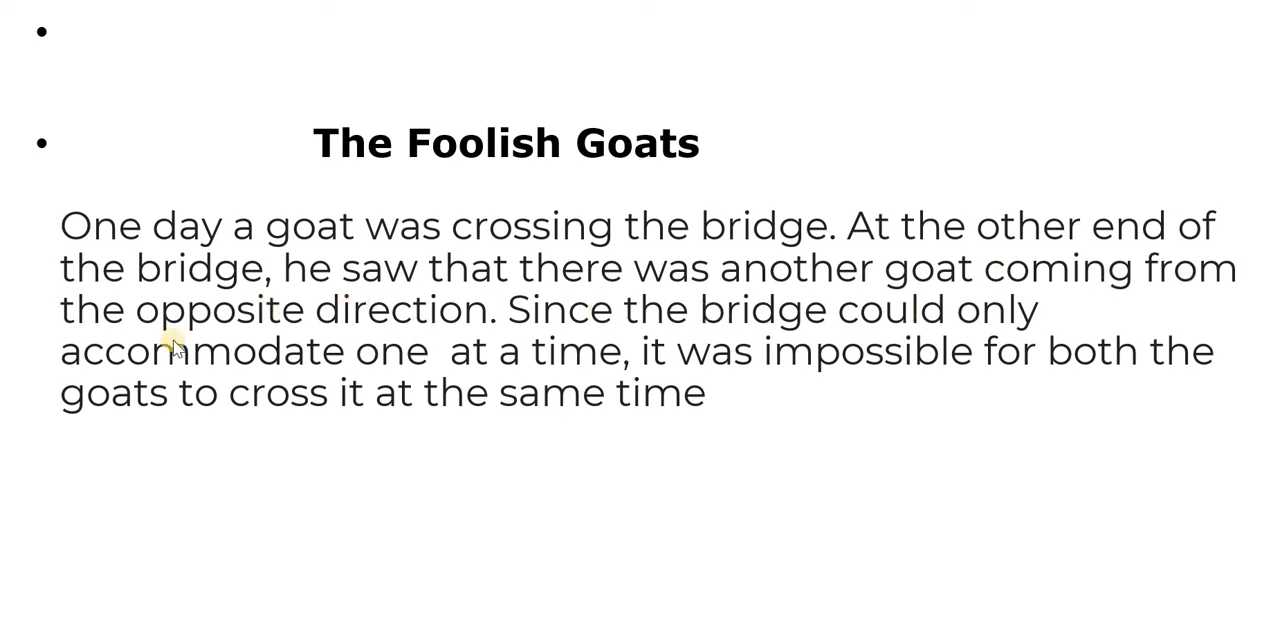 The Foolish Goats
One day a goat was crossing the bridge. At the other end of
the bridge, he saw that there was another goat coming from
the opposite direction. Since the bridge could only
accommodate one  at a time, it was impossible for both the
goats to cross it at the same time